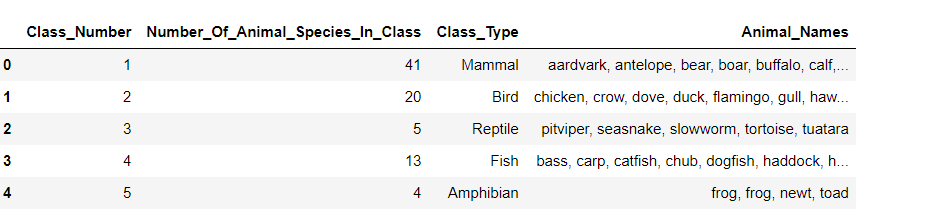 Class_Number Number_Of_Animal_Species_In_Class Class_Type Animal_Names
0 1 41 Mammal aardvark, antelope, bear, boar, buffalo, calf,...
1 2 20 Bird chicken, crow, dove, duck, flamingo, gull, haw...
2 3 5 Reptile pitviper, seasnake, slowworm, tortoise, tuatara
3 4 13 Fish bass, carp, catfish, chub, dogfish, haddock, h...
4 5 4 Amphibian frog, frog, newt, toad